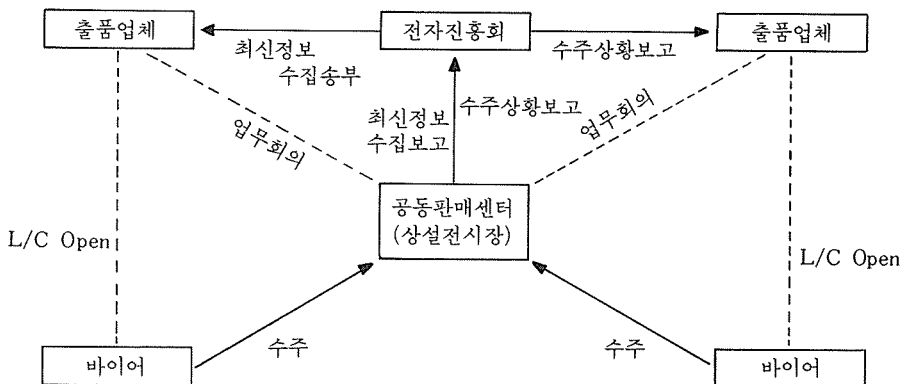 출품업체
전자진흥회
출품업체
최신정보
수집송부
수주상황보고
최신정보
수집보고
수주상황보고
업무회의
업무회의
공동판매센터
(상설전시장)
L/C Open
L/C Open
수주
수주
바이어
바이어